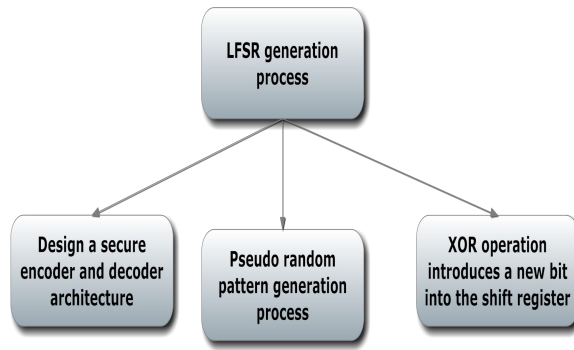 LFSR generation
process
Design a secure
encoder and decoder
architecture
Pseudo random
pattern generation
process
XOR operation
introduces a new bit
into the shift register